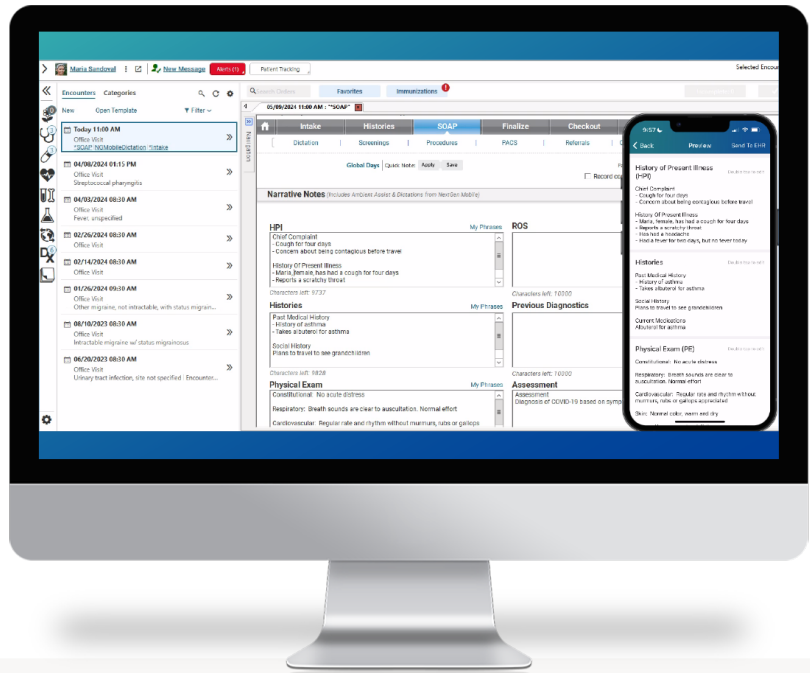 Maria Sandoval
New Message
Alerts (1)
Patient Tracking
Selected Encou
Encounters Categories
New Open Template Filter
Today 11:00 AM
Office Visit
*SOAP* NGMobileDictation *Intake
04/08/2024 01:15 PM
Office Visit
Streptococcal pharyngitis
04/03/2024 08:30 AM
Office Visit
Fever, unspecified
02/26/2024 08:30 AM
Office Visit
02/14/2024 08:30 AM
Office Visit
01/26/2024 09:30 AM
Office Visit
Other migraine, not intractable, with status migrain...
08/10/2023 08:30 AM
Office Visit
Intractable migraine w/ status migrainosus
06/20/2023 08:30 AM
Office Visit
Urinary tract infection, site not specified | Encounter...
Favorites
Immunizations
05/09/2024 11:00 AM : "*SOAP"
Navigation
Intake Histories SOAP Finalize Checkout
Dictation | Screenings | Procedures | PACS | Referrals |
Global Days Quick Note: Apply Save
Record co
Narrative Notes (Includes Ambient Assist & Dictations from NextGen Mobile)
HPI My Phrases
Chief Complaint
- Cough for four days
- Concern about being contagious before travel
History Of Present Illness
- Maria, female, has had a cough for four days
- Reports a scratchy throat
Characters left: 9737
ROS
Characters left: 10000
Histories My Phrases
Past Medical History
- History of asthma
- Takes albuterol for asthma
Social History
Plans to travel to see grandchildren
Characters left: 9828
Previous Diagnostics
Characters left: 10000
Physical Exam My Phrases
Constitutional: No acute distress
Respiratory: Breath sounds are clear to auscultation. Normal effort
Cardiovascular: Regular rate and rhythm without murmurs, rubs or gallops
Assessment
Assessment
Diagnosis of COVID-19 based on symp
9:57
Back Preview Send To EHR
History of Present Illness
(HPI)
Chief Complaint
- Cough for four days
- Concern about being contagious before travel
History Of Present Illness
- Maria, female, has had a cough for four days
- Reports a scratchy throat
- Has had a headache
- Had a fever for two days, but no fever today
Histories
Past Medical History
- History of asthma
- Takes albuterol for asthma
Social History
Plans to travel to see grandchildren
Current Medications
Albuterol for asthma
Physical Exam (PE)
Constitutional: No acute distress
Respiratory: Breath sounds are clear to
auscultation. Normal effort
Cardiovascular: Regular rate and rhythm without
murmurs, rubs or gallops appreciated
Skin: Normal color, warm and dry